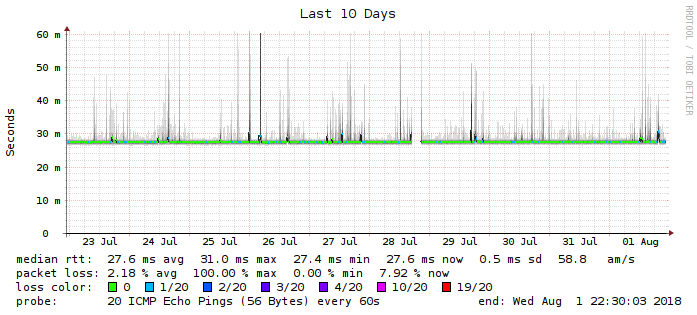 Last 10 Days
RRDTOOL / TOBI OETIKER
Seconds
60 m
50 m
40 m
30 m
20 m
10 m
0
23 Jul 24 Jul 25 Jul 26 Jul 27 Jul 28 Jul 29 Jul 30 Jul 31 Jul 01 Aug
median rtt: 27.6 ms avg 31.0 ms max 27.4 ms min 27.6 ms now 0.5 ms sd 58.8 am/s
packet loss: 2.18 % avg 100.00 % max 0.00 % min 7.92 % now
loss color: 0 1/20 2/20 3/20 4/20 10/20 19/20
probe: 20 ICMP Echo Pings (56 Bytes) every 60s end: Wed Aug 1 22:30:03 2018